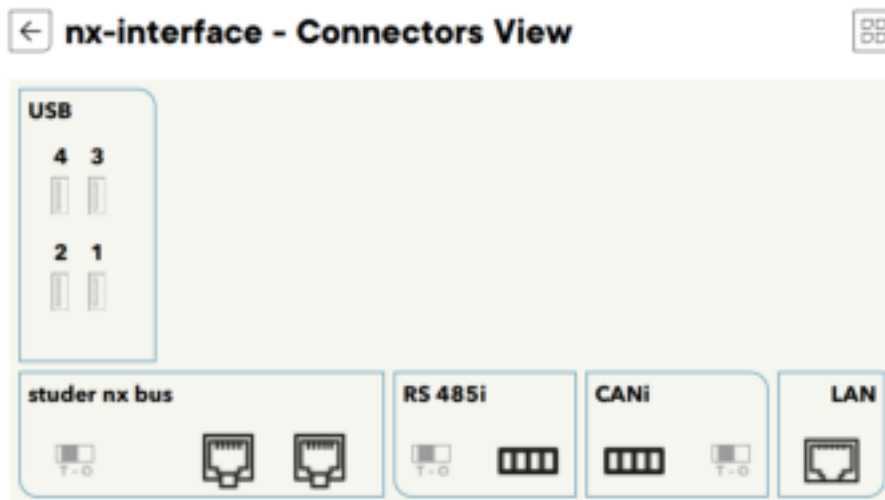 nx-interface - Connectors View
USB
4 3
2 1
studer nx bus
RS 485i
CANi
LAN
T - O
T - O
T - O